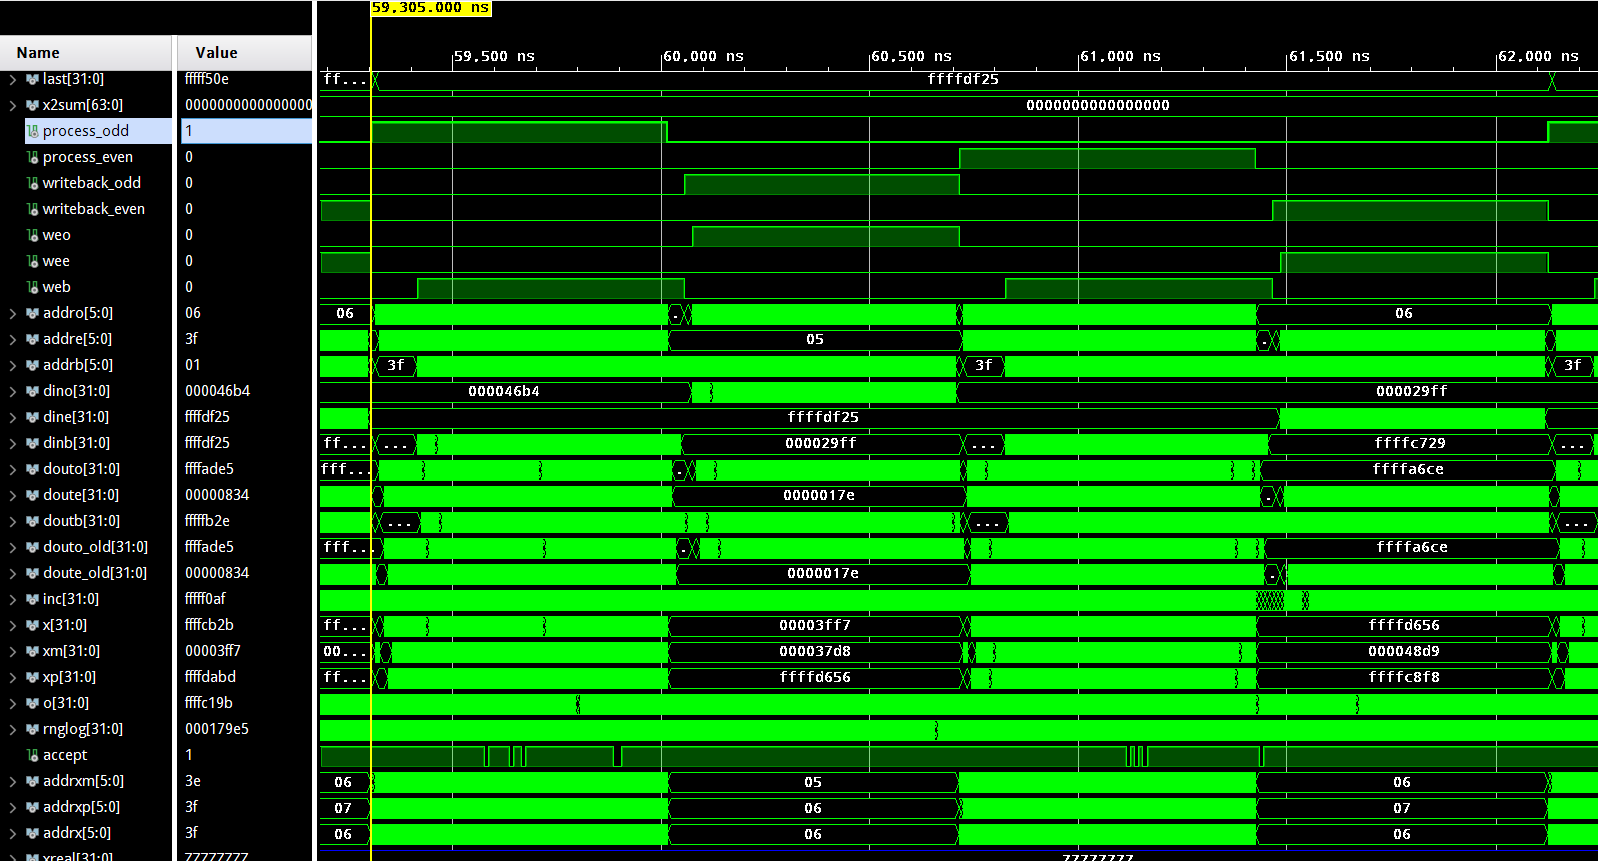 59,305.000 ns
Name Value
59,500 ns 60,000 ns 60,500 ns 61,000 ns 61,500 ns 62,000 ns
last[31:0] fffff50e ff... ffffdf25
x2sum[63:0] 0000000000000000 0000000000000000
process_odd 1
process_even 0
writeback_odd 0
writeback_even 0
weo 0
wee 0
web 0
addro[5:0] 06 06 . 06
addre[5:0] 3f 05 .
addrb[5:0] 01 3f 3f 3f
dino[31:0] 000046b4 000046b4 000029ff
dine[31:0] ffffdf25 ffffdf25
dinb[31:0] ffffdf25 ff... ... 000029ff ... ffffc729 ...
douto[31:0] ffffade5 fff... . ffffa6ce
doute[31:0] 00000834 0000017e .
doutb[31:0] fffffb2e ... ... ...
douto_old[31:0] ffffade5 fff... . ffffa6ce
doute_old[31:0] 00000834 0000017e .
inc[31:0] fffff0af
x[31:0] ffffcb2b ff... 00003ff7 ffffd656
xm[31:0] 00003ff7 00... 000037d8 000048d9
xp[31:0] ffffdabd ff... ffffd656 ffffc8f8
o[31:0] ffffc19b
rnglog[31:0] 000179e5
accept 1
addrxm[5:0] 3e 06 05 06
addrxp[5:0] 3f 07 06 07
addrx[5:0] 3f 06 06 06
xreal[31:0] ZZZZZZZZ ZZZZZZZZ